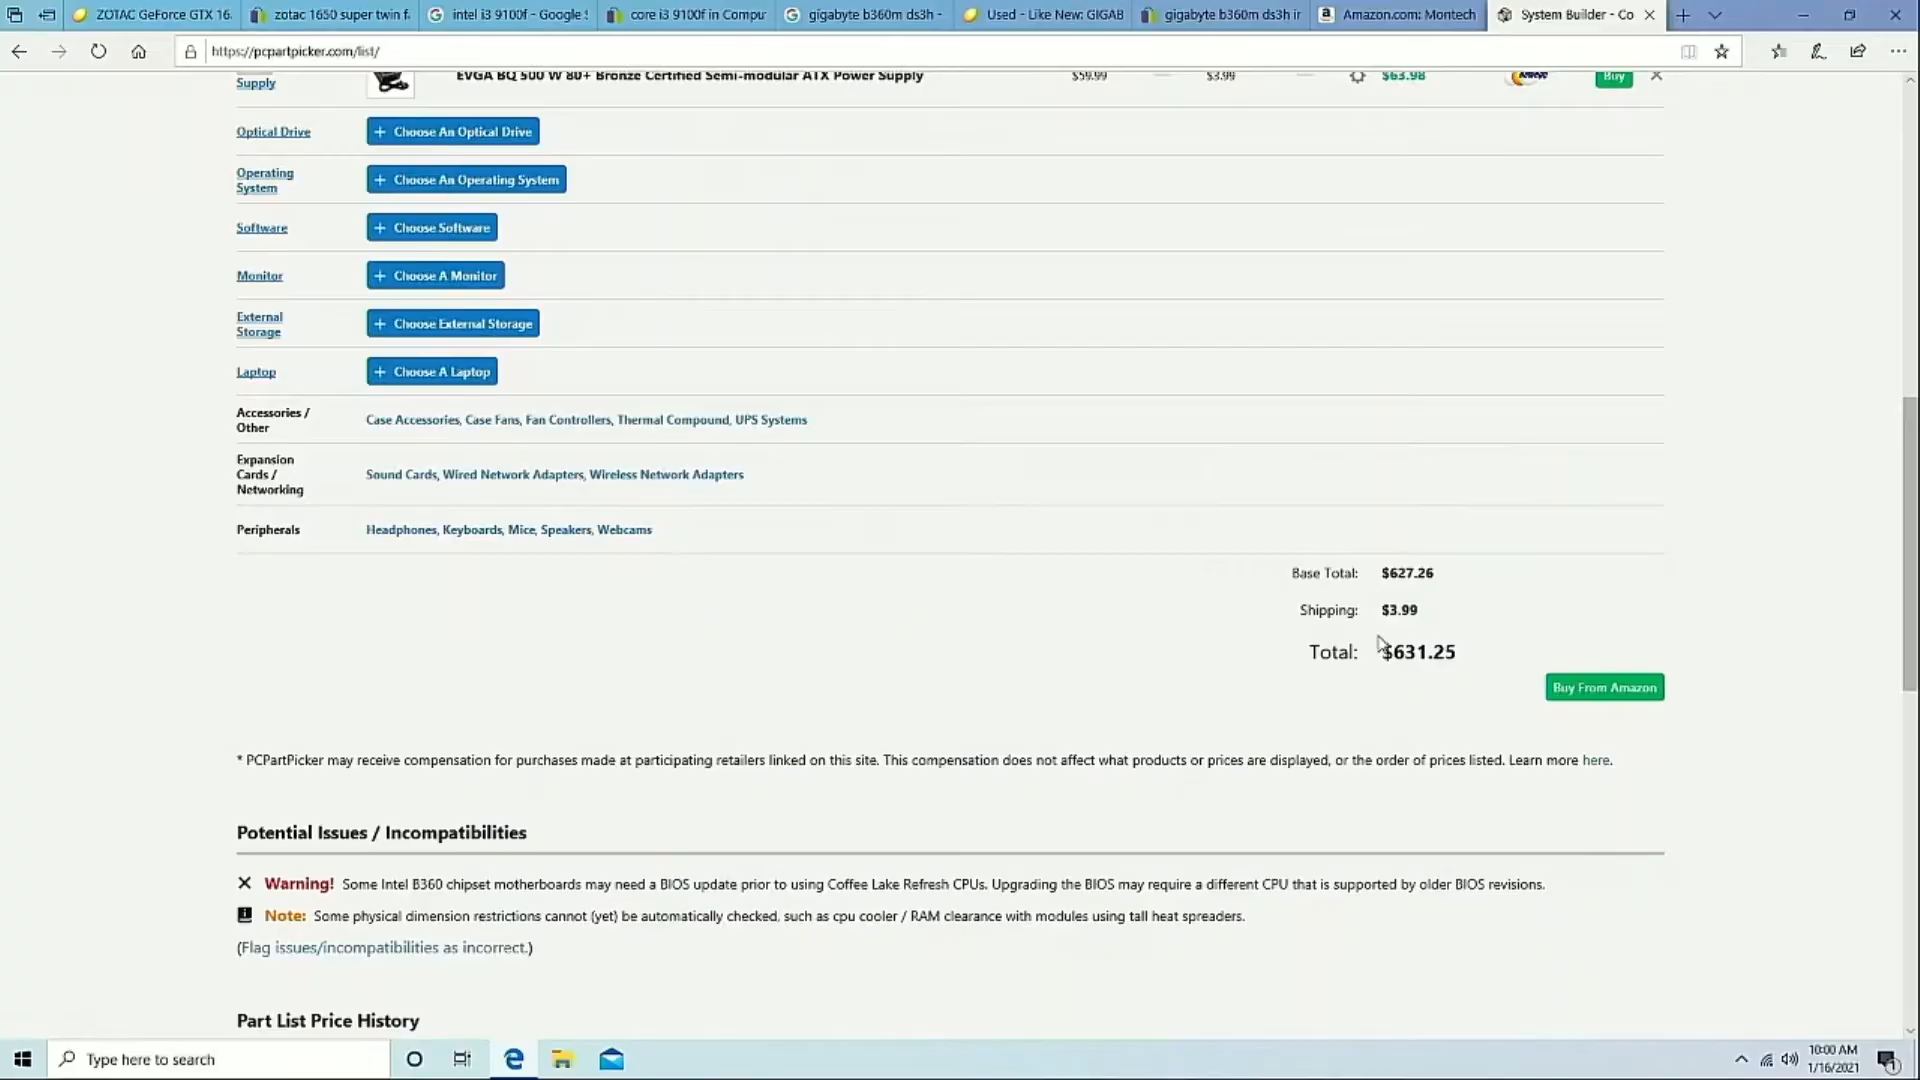 ZOTAC GeForce GTX 16
zotac 1650 super twin f
intel i3 9100f - Google S
core i3 9100f in Compu
gigabyte b360m ds3h -
Used - Like New: GIGAB
gigabyte b360m ds3h ir
Amazon.com: Montech
System Builder - Co
https://pcpartpicker.com/list/
Supply
EVGA BQ 500 W 80+ Bronze Certified Semi-modular ATX Power Supply
$59.99
$3.99
$63.98
Buy
Optical Drive
+ Choose An Optical Drive
Operating
System
+ Choose An Operating System
Software
+ Choose Software
Monitor
+ Choose A Monitor
External
Storage
+ Choose External Storage
Laptop
+ Choose A Laptop
Accessories /
Other
Case Accessories, Case Fans, Fan Controllers, Thermal Compound, UPS Systems
Expansion
Cards /
Networking
Sound Cards, Wired Network Adapters, Wireless Network Adapters
Peripherals
Headphones, Keyboards, Mice, Speakers, Webcams
Base Total: $627.26
Shipping: $3.99
Total: $631.25
Buy From Amazon
* PCPartPicker may receive compensation for purchases made at participating retailers linked on this site. This compensation does not affect what products or prices are displayed, or the order of prices listed. Learn more here.
Potential Issues / Incompatibilities
Warning! Some Intel B360 chipset motherboards may need a BIOS update prior to using Coffee Lake Refresh CPUs. Upgrading the BIOS may require a different CPU that is supported by older BIOS revisions.
Note: Some physical dimension restrictions cannot (yet) be automatically checked, such as cpu cooler / RAM clearance with modules using tall heat spreaders.
(Flag issues/incompatibilities as incorrect.)
Part List Price History
Type here to search
10:00 AM
1/16/2021